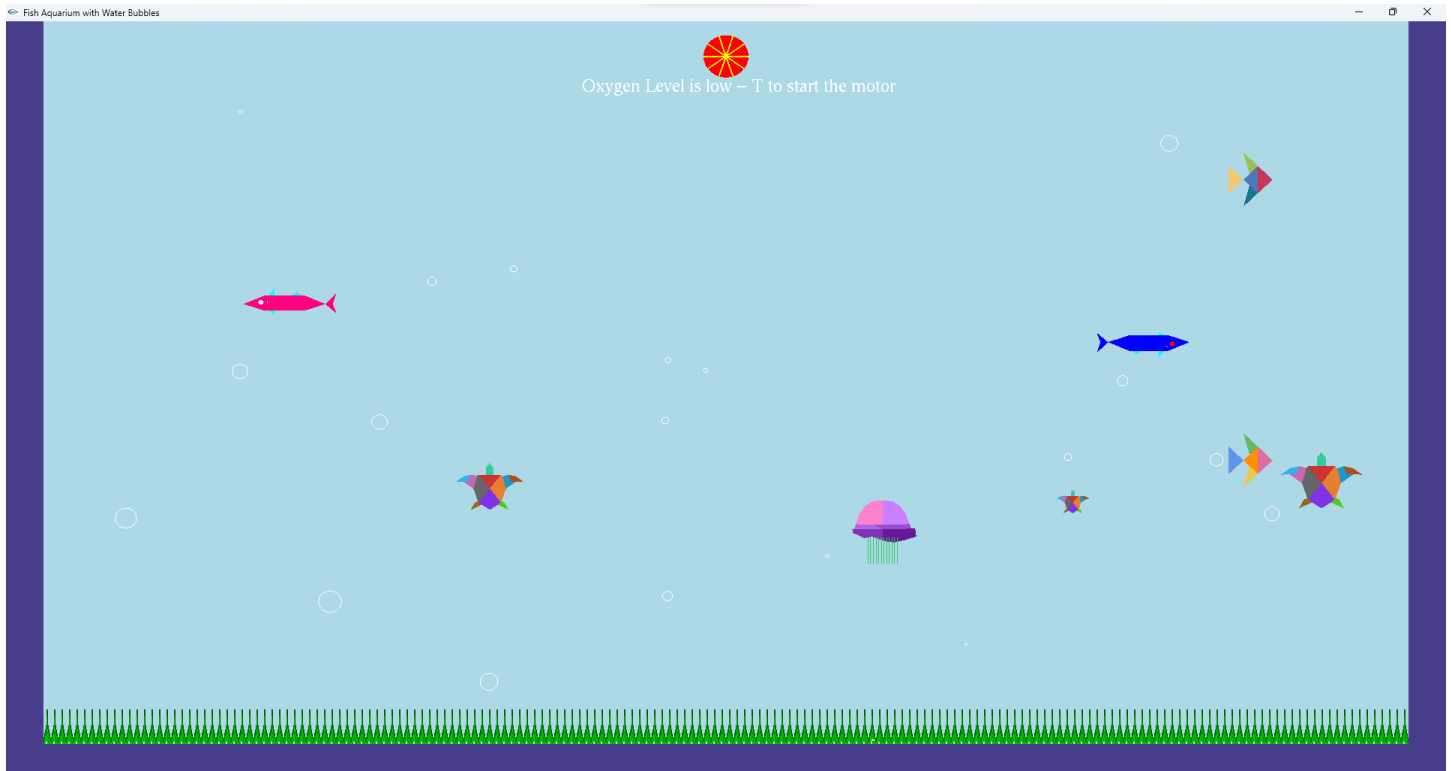 Fish Aquarium with Water Bubbles
Oxygen Level is low – T to start the motor